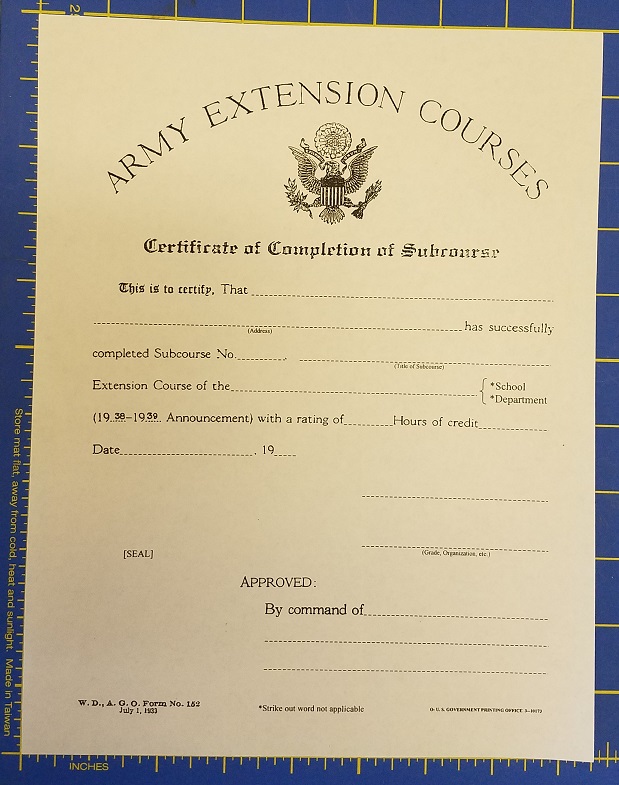 ARMY EXTENSION COURSES
Certificate of Completion of Subcourse
This is to certify, That
has successfully
(Address)
completed Subcourse No.
(Title of Subcourse)
Extension Course of the { *School
*Department
(19 38-19 39 Announcement) with a rating of Hours of credit
Date , 19
[SEAL]
(Grade, Organization, etc.)
APPROVED:
By command of
W. D., A. G. O. Form No. 152
July 1, 1933
*Strike out word not applicable
U. S. GOVERNMENT PRINTING OFFICE
INCHES
Store mat flat, away from cold, heat and sunlight. Made in Taiwan